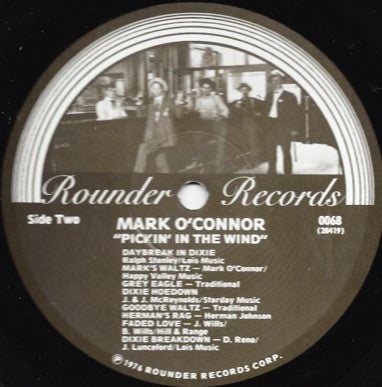 Rounder Records
Side Two
MARK O'CONNOR
0068
(28419)
"PICKIN' IN THE WIND"
DAYBREAK IN DIXIE
Ralph Stanley/Lois Music
MARK'S WALTZ — Mark O'Connor/
Happy Valley Music
GREY EAGLE — Traditional
DIXIE HOEDOWN
J. & J. McReynolds/Starday Music
GOODBYE WALTZ — Traditional
HERMAN'S RAG — Herman Johnson
FADED LOVE — J. Wills/
B. Wills/Hill & Range
DIXIE BREAKDOWN — D. Reno/
J. Lunceford/Lois Music
℗1976 ROUNDER RECORDS CORP.